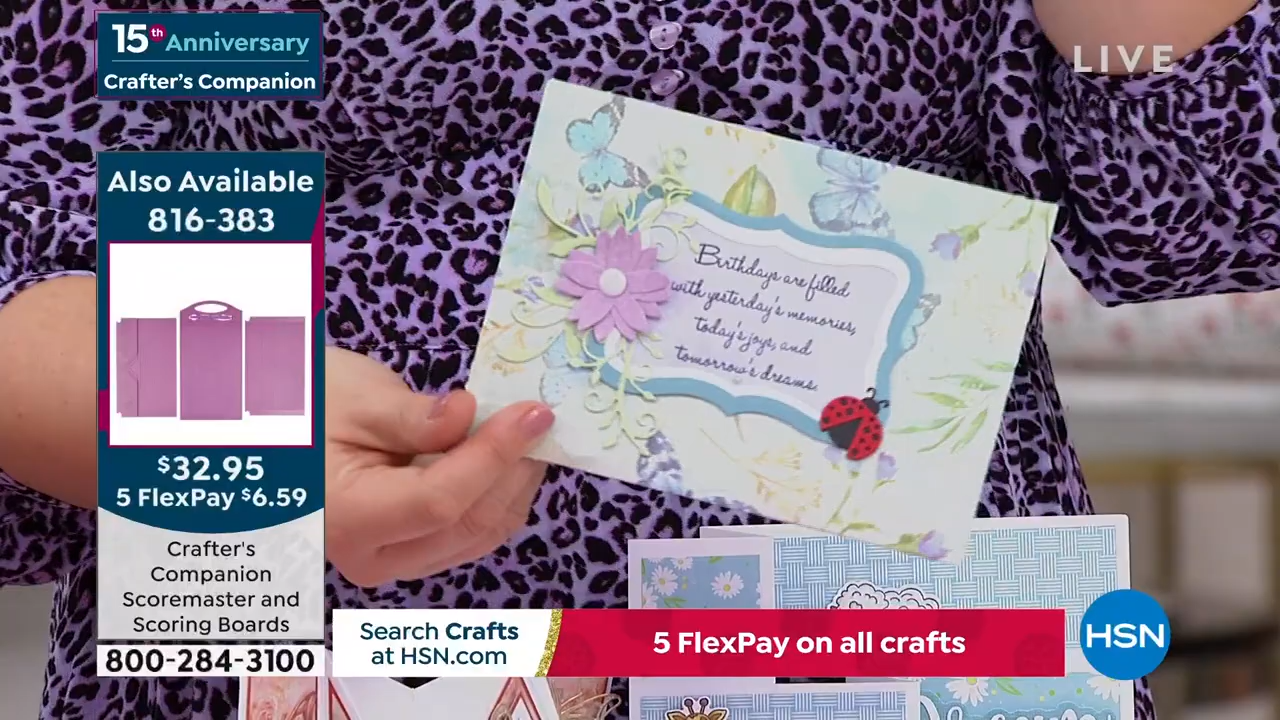 15th Anniversary
Crafter's Companion
LIVE
Also Available
816-383
$32.95
5 FlexPay $6.59
Crafter's
Companion
Scoremaster and
Scoring Boards
800-284-3100
Birthdays are filled
with yesterday's memories,
today's joys, and
tomorrow's dreams.
Search Crafts
at HSN.com
5 FlexPay on all crafts
HSN